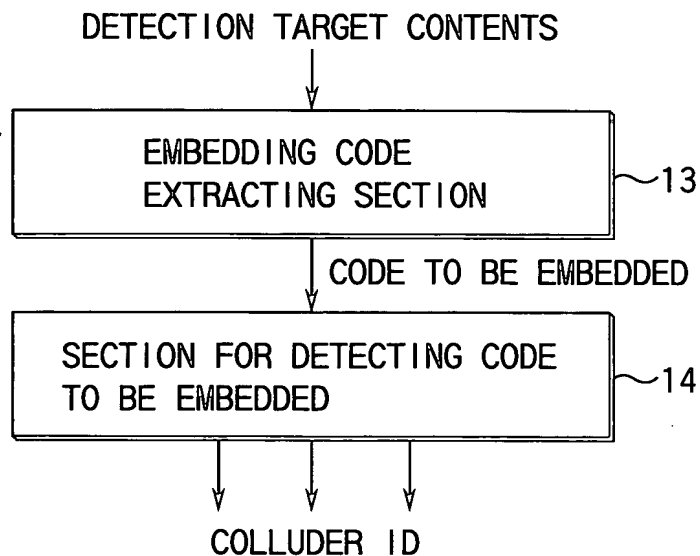 DETECTION TARGET CONTENTS
EMBEDDING CODE
EXTRACTING SECTION
13
CODE TO BE EMBEDDED
SECTION FOR DETECTING CODE
TO BE EMBEDDED
14
COLLUDER ID